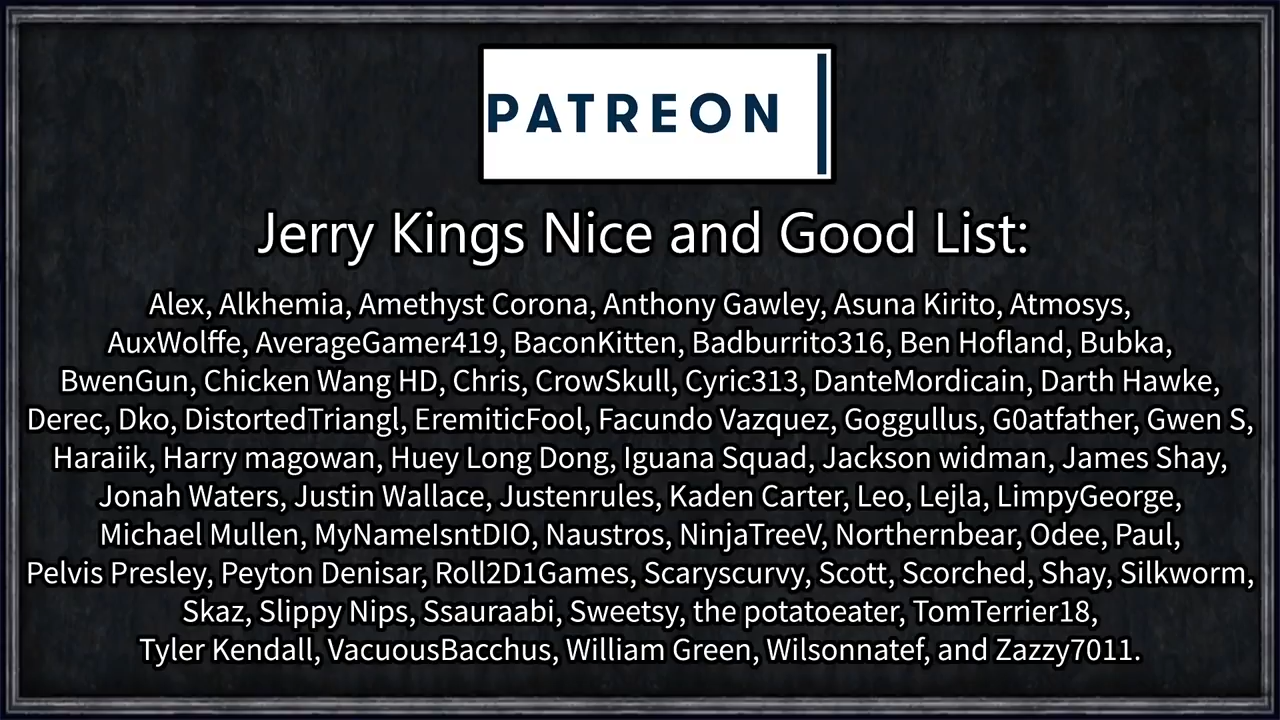 PATREON
Jerry Kings Nice and Good List:
Alex, Alkhemia, Amethyst Corona, Anthony Gawley, Asuna Kirito, Atmosys,
AuxWolffe, AverageGamer419, BaconKitten, Badburrito316, Ben Hofland, Bubka,
BwenGun, Chicken Wang HD, Chris, CrowSkull, Cyric313, DanteMordicain, Darth Hawke,
Derec, Dko, DistortedTriangl, EremiticFool, Facundo Vazquez, Goggullus, G0atfather, Gwen S,
Haraiik, Harry magowan, Huey Long Dong, Iguana Squad, Jackson widman, James Shay,
Jonah Waters, Justin Wallace, Justenrules, Kaden Carter, Leo, Lejla, LimpyGeorge,
Michael Mullen, MyNameIsntDIO, Naustros, NinjaTreeV, Northernbear, Odee, Paul,
Pelvis Presley, Peyton Denisar, Roll2D1Games, Scaryscurvy, Scott, Scorched, Shay, Silkworm,
Skaz, Slippy Nips, Ssauraabi, Sweetsy, the potatoeater, TomTerrier18,
Tyler Kendall, VacuousBacchus, William Green, Wilsonnatef, and Zazzy7011.